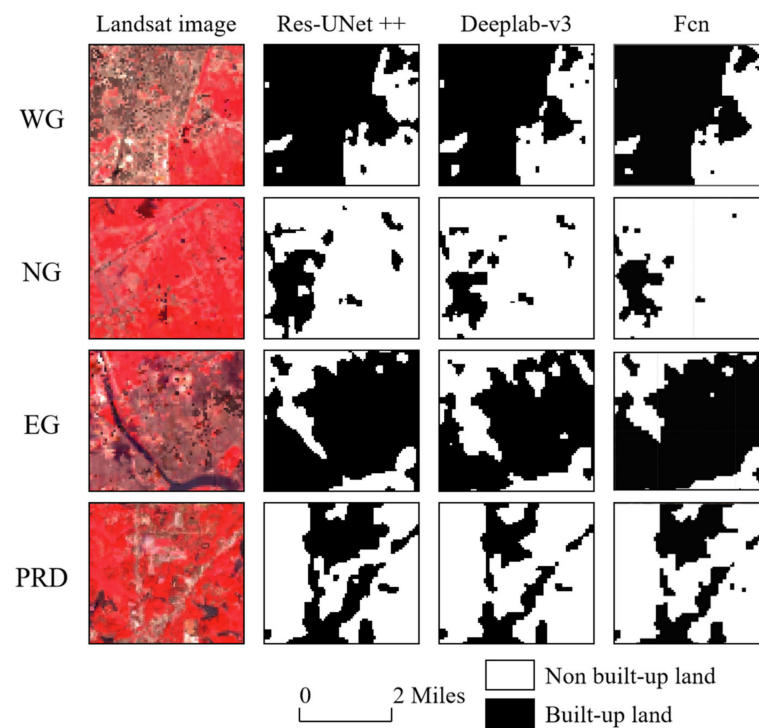 Landsat image Res-UNet ++ Deeplab-v3 Fcn
WG
NG
EG
PRD
0 2 Miles
Non built-up land
Built-up land